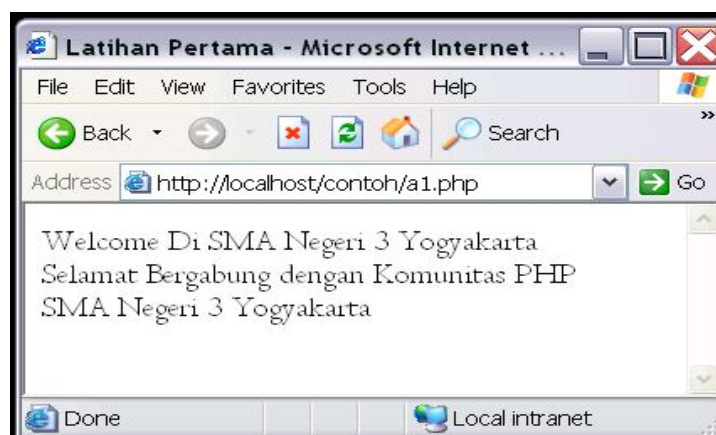 Latihan Pertama - Microsoft Internet ...
File Edit View Favorites Tools Help
Back Search »
Address http://localhost/contoh/a1.php Go
Welcome Di SMA Negeri 3 Yogyakarta
Selamat Bergabung dengan Komunitas PHP
SMA Negeri 3 Yogyakarta
Done Local intranet